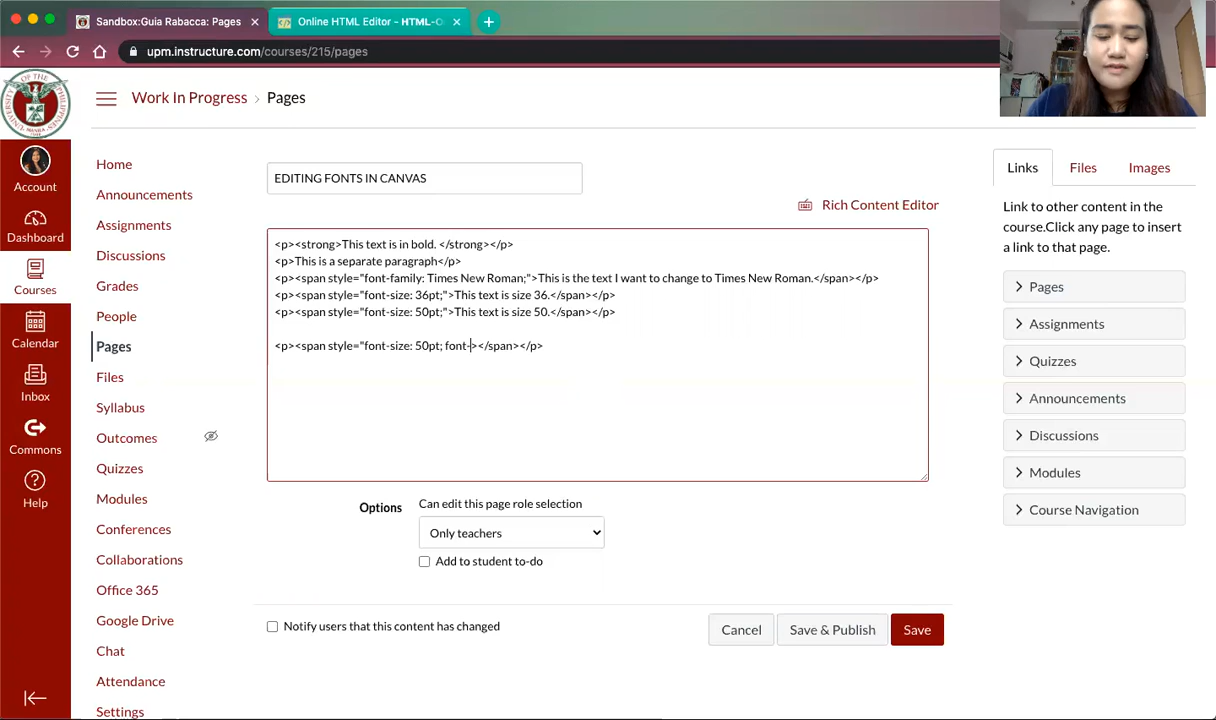 Sandbox:Guia Rabacca: Pages
Online HTML Editor - HTML-O
upm.instructure.com/courses/215/pages
Work In Progress > Pages
Account
Dashboard
Courses
Calendar
Inbox
Commons
Help
Home
Announcements
Assignments
Discussions
Grades
People
Pages
Files
Syllabus
Outcomes
Quizzes
Modules
Conferences
Collaborations
Office 365
Google Drive
Chat
Attendance
Settings
EDITING FONTS IN CANVAS
Rich Content Editor
<p><strong>This text is in bold. </strong></p>
<p>This is a separate paragraph</p>
<p><span style="font-family: Times New Roman;">This is the text I want to change to Times New Roman.</span></p>
<p><span style="font-size: 36pt;">This text is size 36.</span></p>
<p><span style="font-size: 50pt;">This text is size 50.</span></p>
<p><span style="font-size: 50pt; font-></span></p>
Options
Can edit this page role selection
Only teachers
Add to student to-do
Notify users that this content has changed
Cancel
Save & Publish
Save
Links
Files
Images
Link to other content in the
course.Click any page to insert
a link to that page.
Pages
Assignments
Quizzes
Announcements
Discussions
Modules
Course Navigation